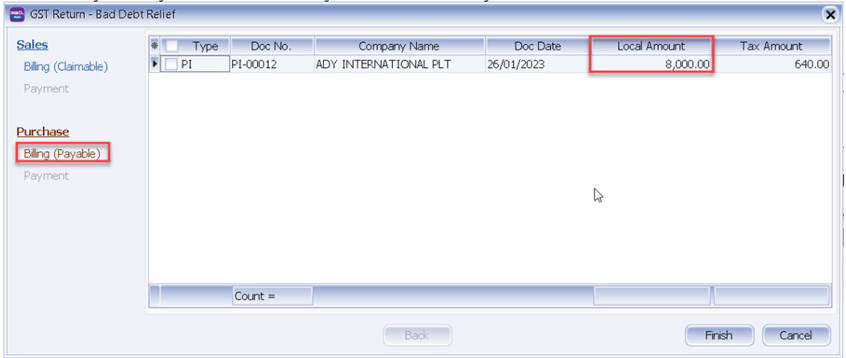 GST Return - Bad Debt Relief
Sales
Billing (Claimable)
Payment
Purchase
Billing (Payable)
Payment
Type Doc No. Company Name Doc Date Local Amount Tax Amount
PI PI-00012 ADY INTERNATIONAL PLT 26/01/2023 8,000.00 640.00
Count =
Back Finish Cancel